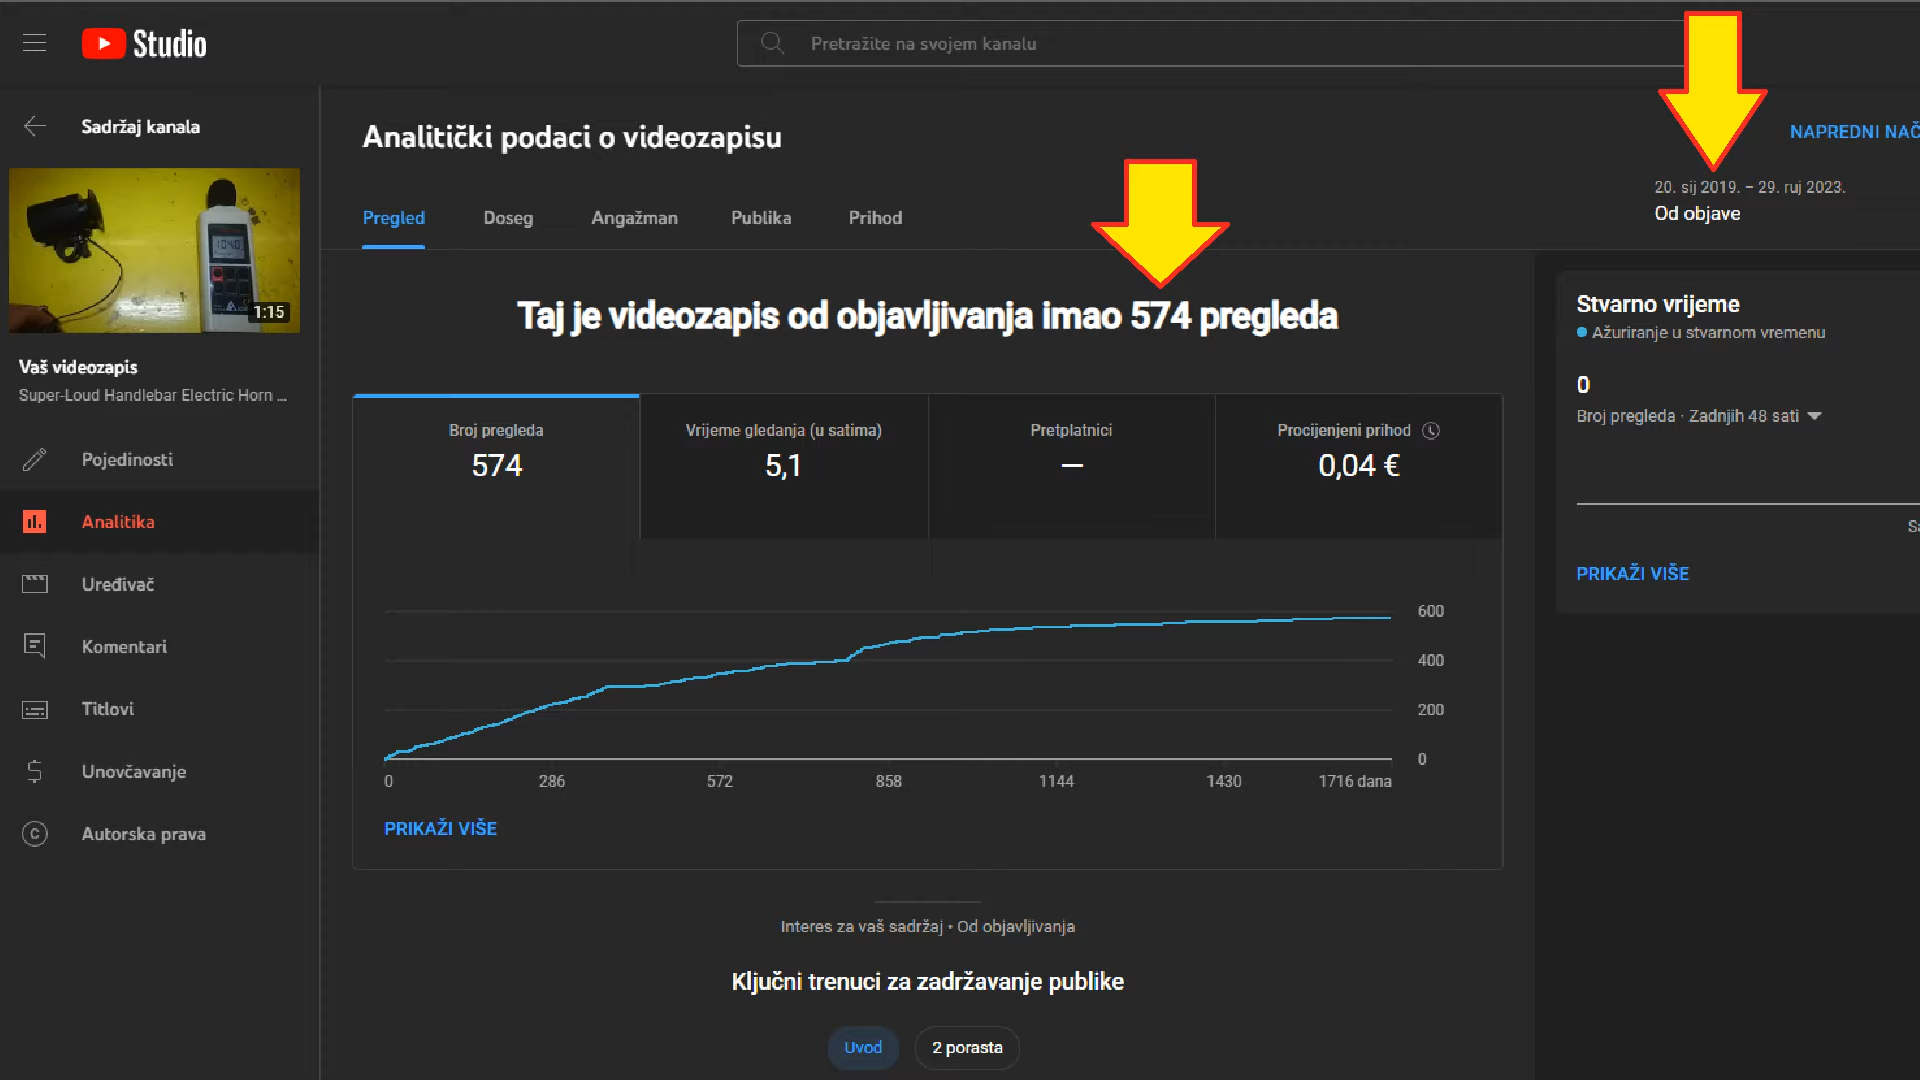 Studio
Pretražite na svojem kanalu
Sadržaj kanala
Analitički podaci o videozapisu
NAPREDNI NAČ
20. sij 2019. – 29. ruj 2023.
Od objave
Pregled
Doseg
Angažman
Publika
Prihod
1040
1:15
Vaš videozapis
Super-Loud Handlebar Electric Horn ...
Pojedinosti
Analitika
Uređivač
Komentari
Titlovi
Unovčavanje
Autorska prava
Taj je videozapis od objavljivanja imao 574 pregleda
Broj pregleda
574
Vrijeme gledanja (u satima)
5,1
Pretplatnici
—
Procijenjeni prihod
0,04 €
600
400
200
0
0 286 572 858 1144 1430 1716 dana
PRIKAŽI VIŠE
Interes za vaš sadržaj • Od objavljivanja
Ključni trenuci za zadržavanje publike
Uvod
2 porasta
Stvarno vrijeme
Ažuriranje u stvarnom vremenu
0
Broj pregleda · Zadnjih 48 sati
Sa
PRIKAŽI VIŠE